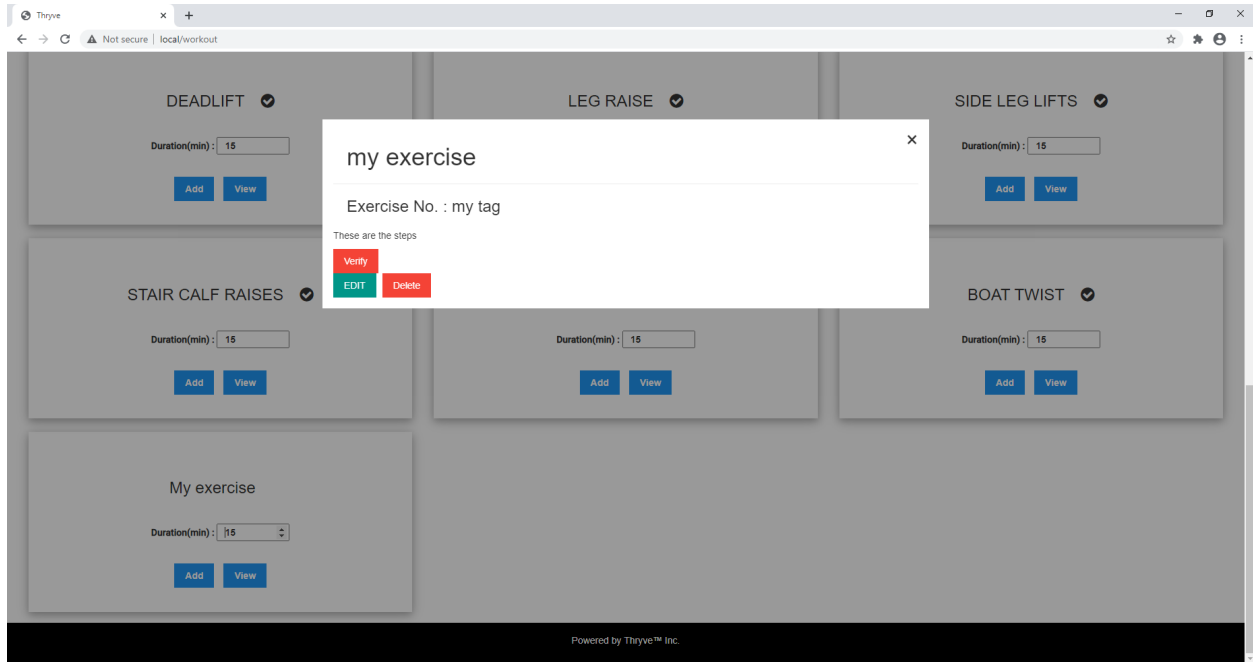 Thryve
Not secure | local/workout
DEADLIFT
LEG RAISE
SIDE LEG LIFTS
Duration(min) : 15
Duration(min) : 15
Add View
Add View
my exercise
Exercise No. : my tag
These are the steps
Verify
EDIT Delete
STAIR CALF RAISES
BOAT TWIST
Duration(min) : 15
Duration(min) : 15
Duration(min) : 15
Add View
Add View
Add View
My exercise
Duration(min) : 15
Add View
Powered by Thryve™ Inc.